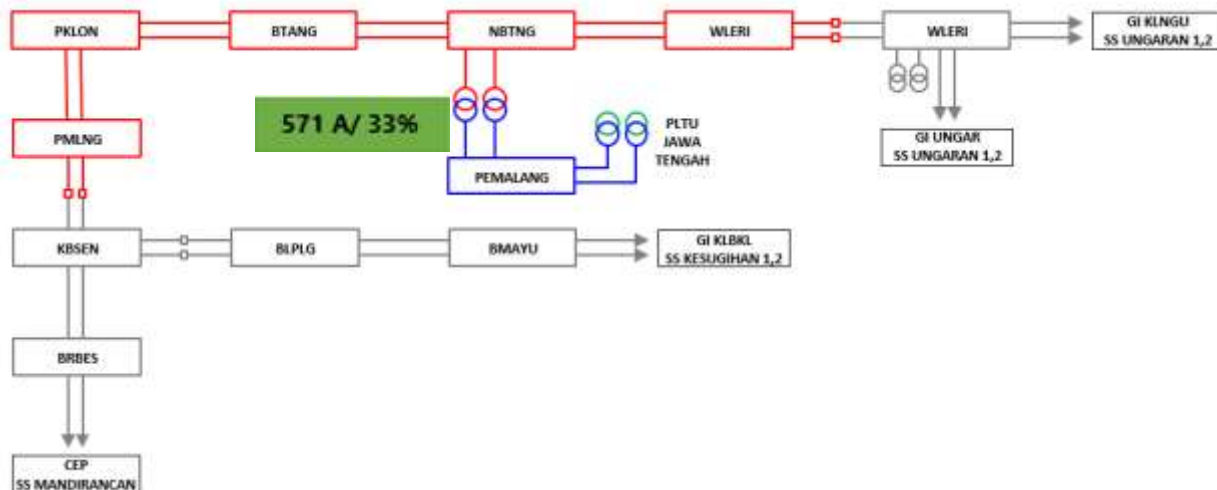 PKLON
BTANG
NBTNG
WLERI
WLERI
GI KLNGU
SS UNGARAN 1,2
571 A/ 33%
PLTU
JAWA
TENGAH
PMLNG
GI UNGAR
SS UNGARAN 1,2
PEMALANG
KBSEN
BLPLG
BMAYU
GI KLBKL
SS KESUGIHAN 1,2
BRBES
CEP
SS MANDIRANCAN